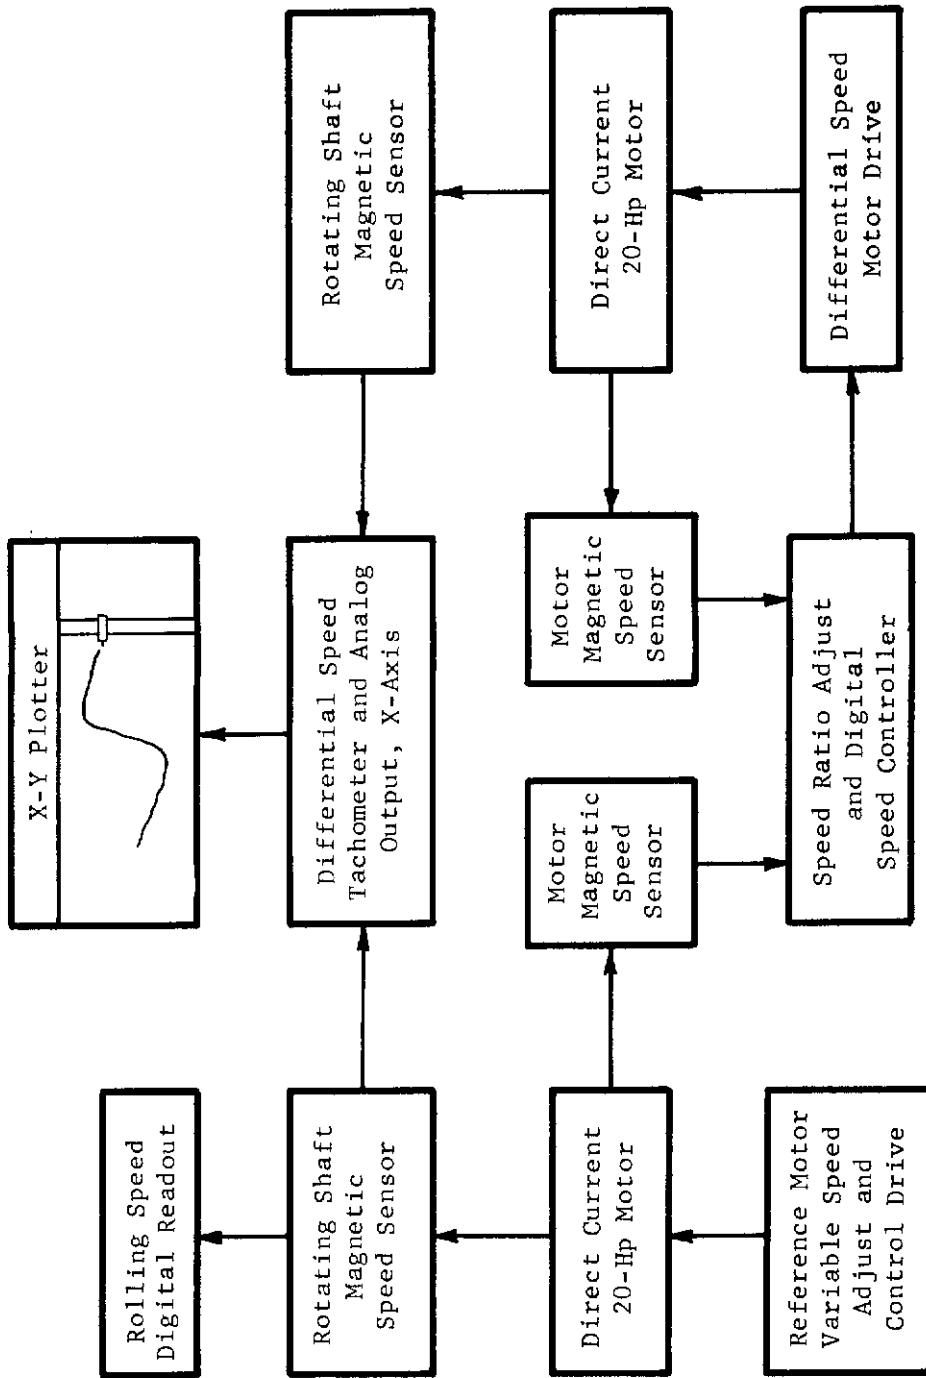 X-Y Plotter
Rolling Speed
Digital Readout
Rotating Shaft
Magnetic
Speed Sensor
Differential Speed
Tachometer and Analog
Output, X-Axis
Rotating Shaft
Magnetic
Speed Sensor
Direct Current
20-Hp Motor
Motor
Magnetic
Speed
Sensor
Motor
Magnetic
Speed
Sensor
Direct Current
20-Hp Motor
Reference Motor
Variable Speed
Adjust and
Control Drive
Speed Ratio Adjust
and Digital
Speed Controller
Differential Speed
Motor Drive